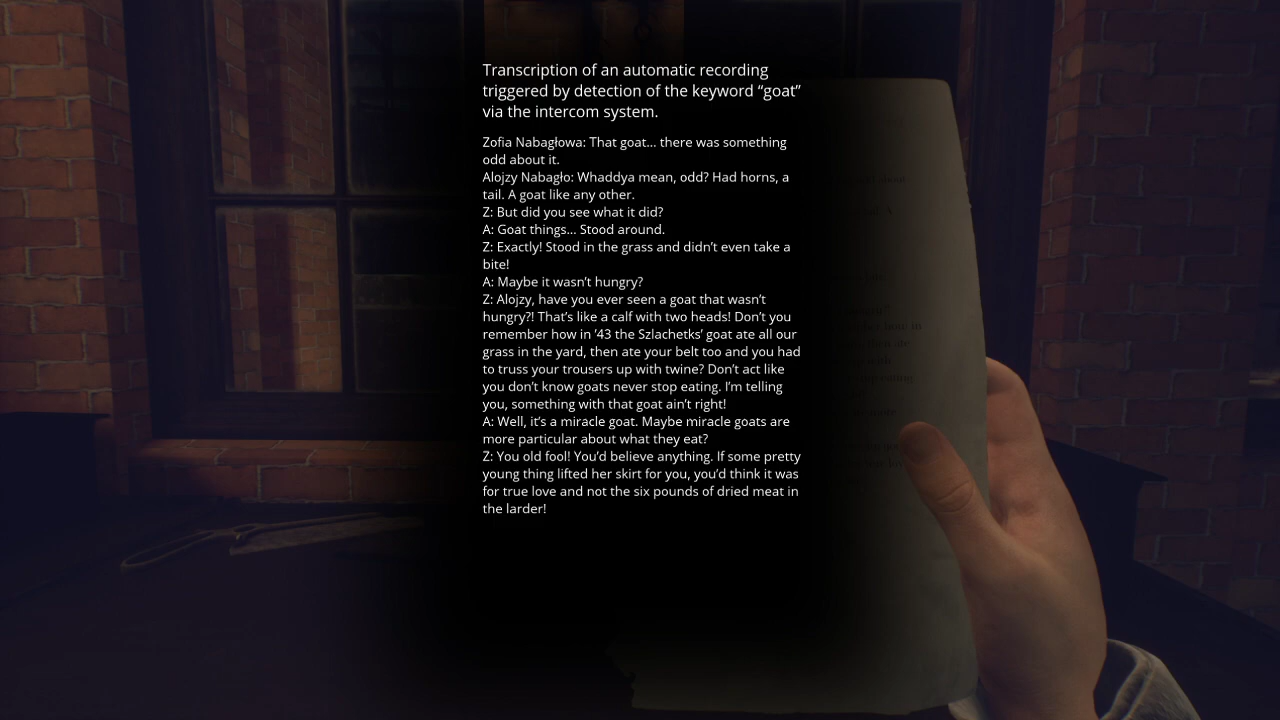 Transcription of an automatic recording
triggered by detection of the keyword “goat”
via the intercom system.
Zofia Nabagłowa: That goat... there was something
odd about it.
Alojzy Nabagło: Whaddya mean, odd? Had horns, a
tail. A goat like any other.
Z: But did you see what it did?
A: Goat things... Stood around.
Z: Exactly! Stood in the grass and didn’t even take a
bite!
A: Maybe it wasn’t hungry?
Z: Alojzy, have you ever seen a goat that wasn’t
hungry?! That’s like a calf with two heads! Don’t you
remember how in ’43 the Szlachetks’ goat ate all our
grass in the yard, then ate your belt too and you had
to truss your trousers up with twine? Don’t act like
you don’t know goats never stop eating. I’m telling
you, something with that goat ain’t right!
A: Well, it’s a miracle goat. Maybe miracle goats are
more particular about what they eat?
Z: You old fool! You’d believe anything. If some pretty
young thing lifted her skirt for you, you’d think it was
for true love and not the six pounds of dried meat in
the larder!